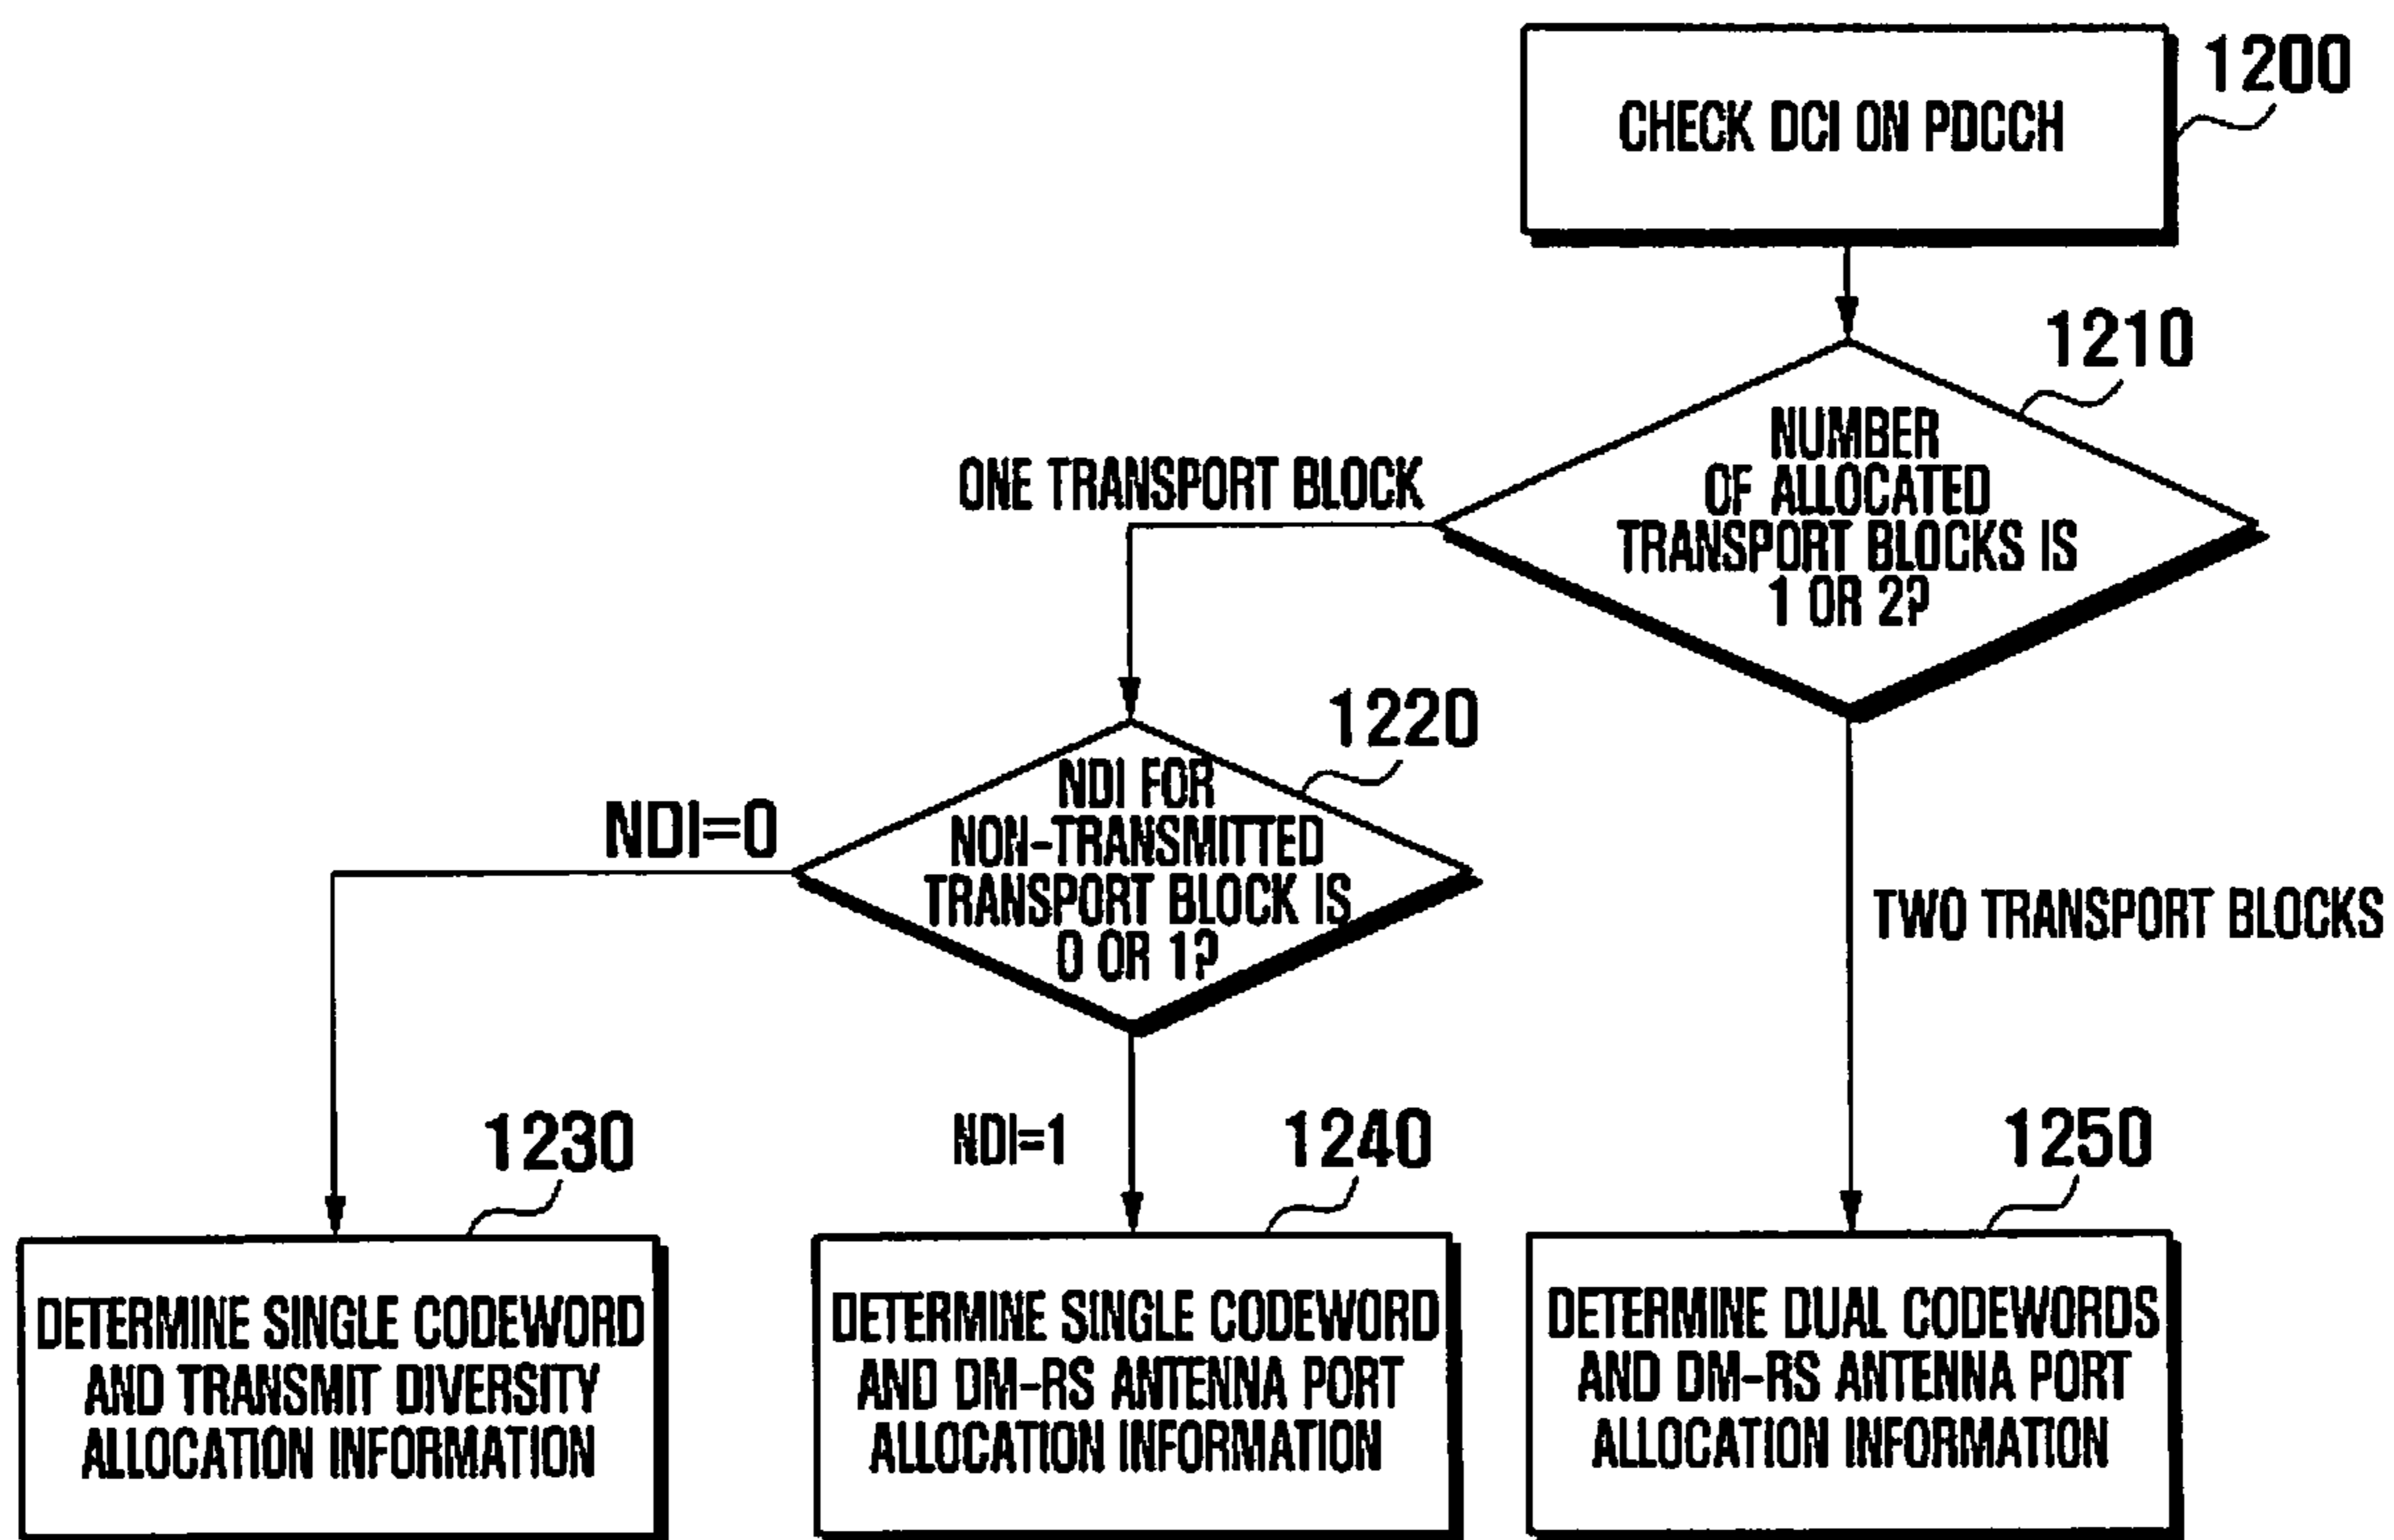 1200
CHECK DCI ON PDCCH
1210
NUMBER
OF ALLOCATED
TRANSPORT BLOCKS IS
1 OR 2?
ONE TRANSPORT BLOCK
1220
NDI FOR
NON-TRANSMITTED
TRANSPORT BLOCK IS
0 OR 1?
NDI=0
TWO TRANSPORT BLOCKS
1230
NDI=1
1240
1250
DETERMINE SINGLE CODEWORD
AND TRANSMIT DIVERSITY
ALLOCATION INFORMATION
DETERMINE SINGLE CODEWORD
AND DM-RS ANTENNA PORT
ALLOCATION INFORMATION
DETERMINE DUAL CODEWORDS
AND DM-RS ANTENNA PORT
ALLOCATION INFORMATION